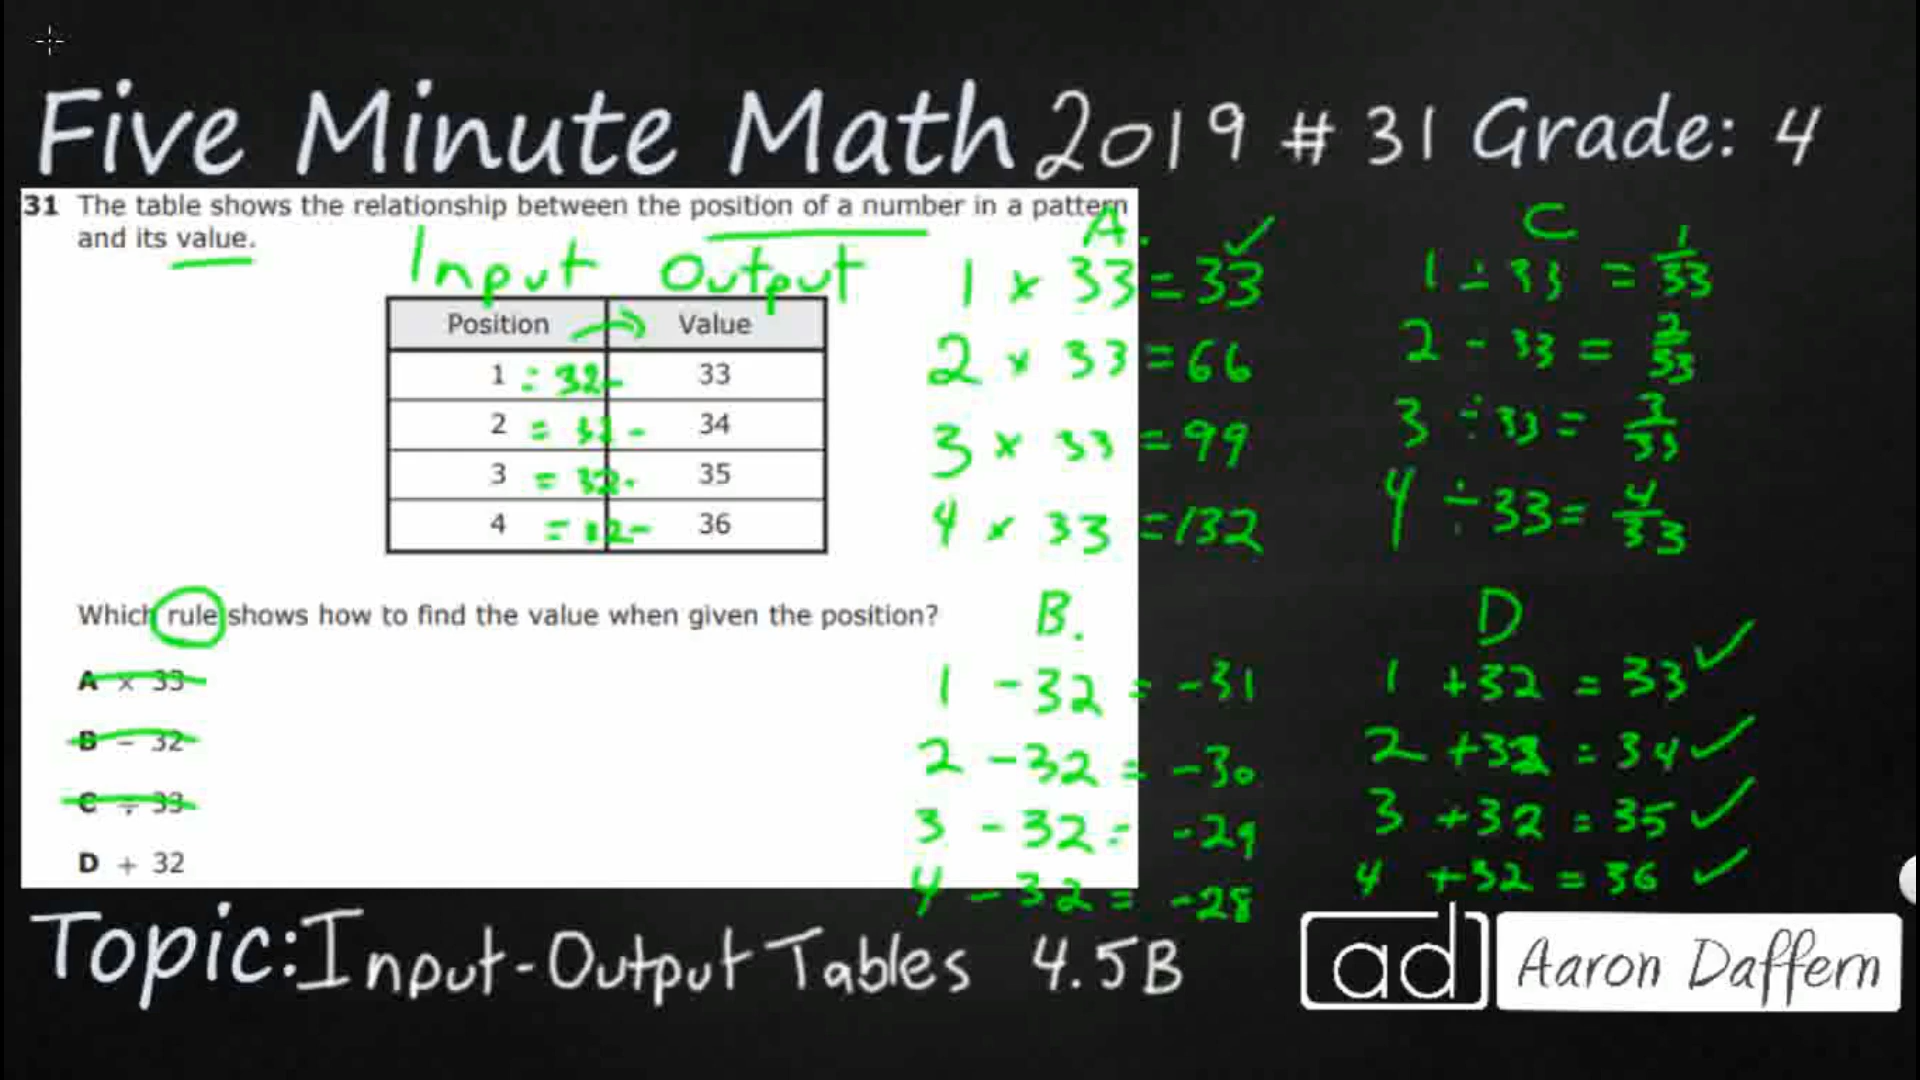 Five Minute Math 2019 # 31 Grade: 4
31 The table shows the relationship between the position of a number in a pattern
and its value.
Input Output
Position Value
1 = 32 - 33
2 = 32 - 34
3 = 32 - 35
4 = 32 - 36
Which rule shows how to find the value when given the position?
A × 33
B − 32
C ÷ 33
D + 32
A.
1 × 33 = 33 ✓
2 × 33 = 66
3 × 33 = 99
4 × 33 = 132
B.
1 - 32 = -31
2 - 32 = -30
3 - 32 = -29
4 - 32 = -28
C
1 ÷ 33 = 1/33
2 - 33 = 2/33
3 ÷ 33 = 3/33
4 ÷ 33 = 4/33
D
1 + 32 = 33 ✓
2 + 32 = 34 ✓
3 + 32 = 35 ✓
4 + 32 = 36 ✓
Topic: Input-Output Tables 4.5B
ad Aaron Daffern